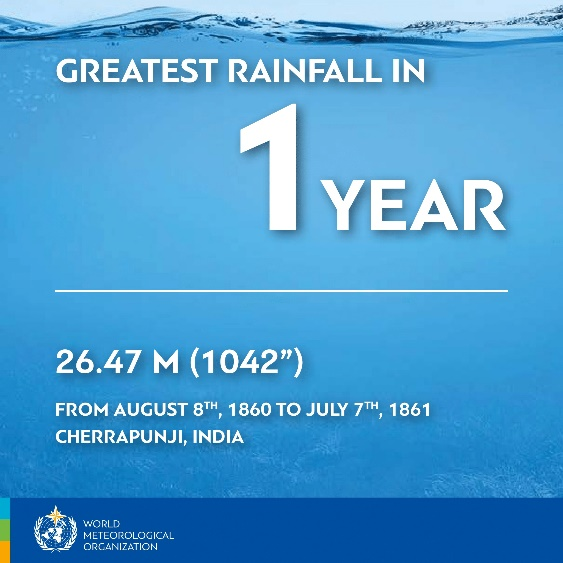 GREATEST RAINFALL IN
1 YEAR
26.47 M (1042”)
FROM AUGUST 8TH, 1860 TO JULY 7TH, 1861
CHERRAPUNJI, INDIA
WORLD
METEOROLOGICAL
ORGANIZATION